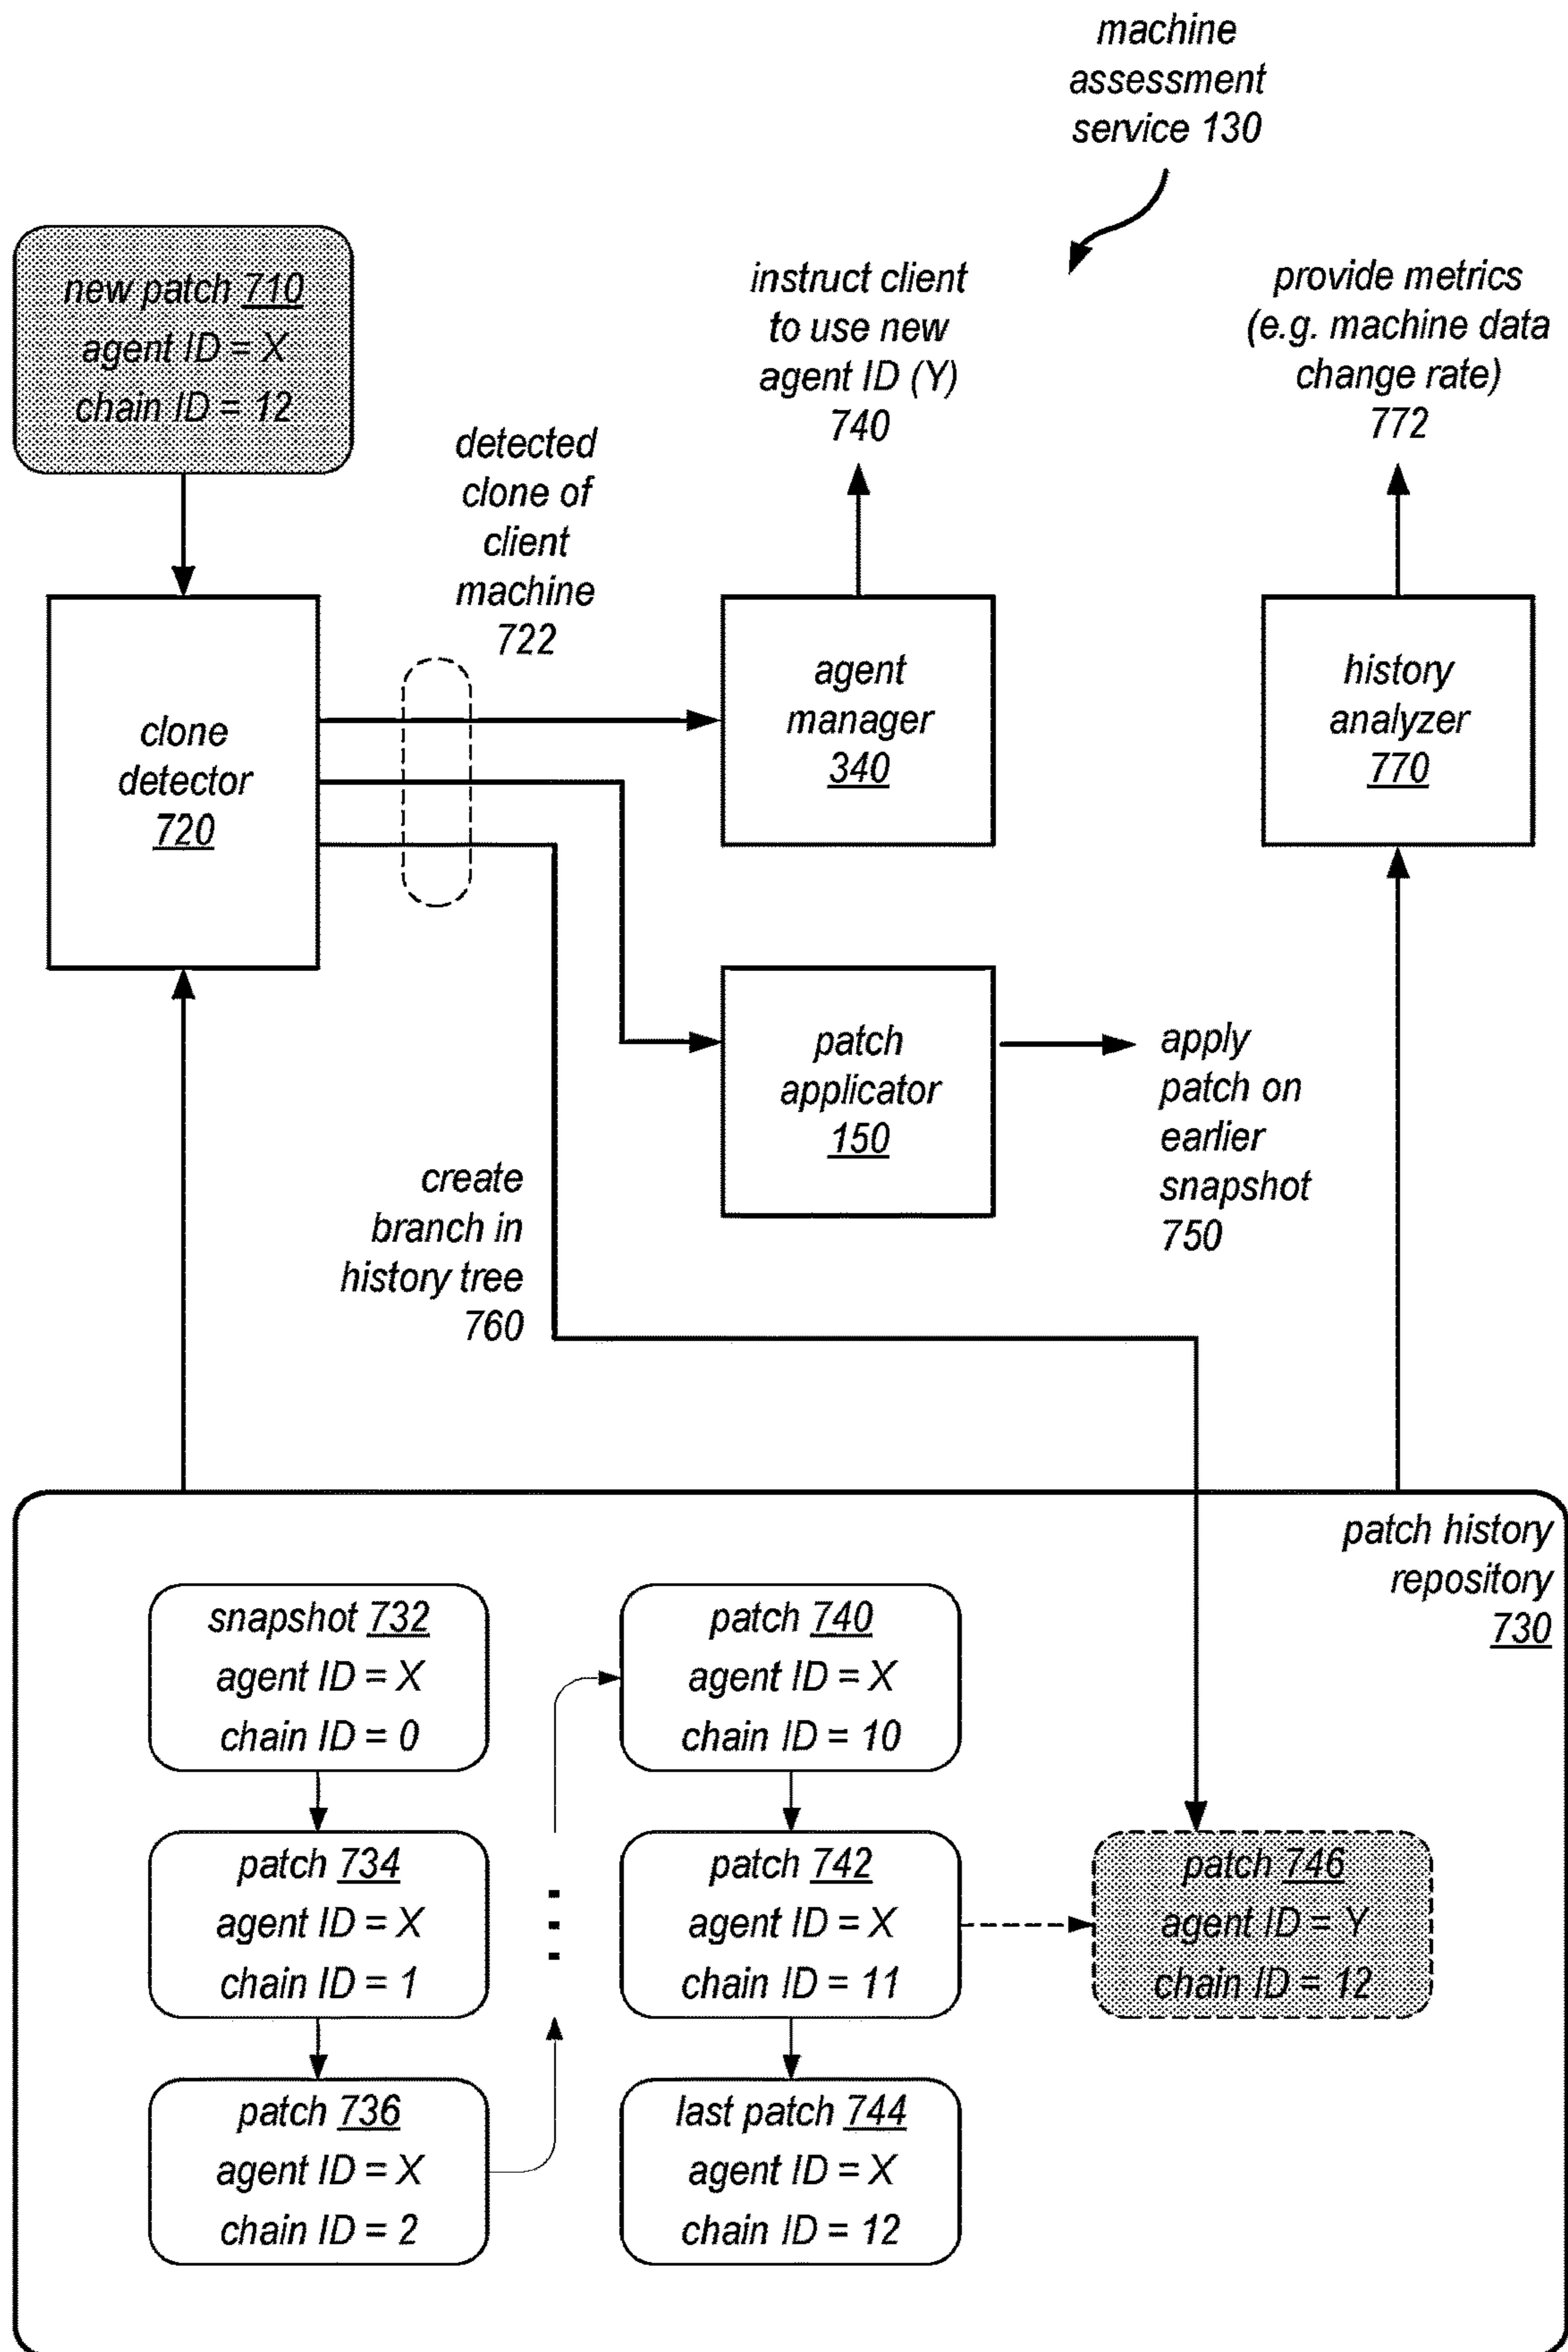 machine
assessment
service 130
new patch 710
agent ID = X
chain ID = 12
instruct client
to use new
agent ID (Y)
740
provide metrics
(e.g. machine data
change rate)
772
detected
clone of
client
machine
722
clone
detector
720
agent
manager
340
history
analyzer
770
patch
applicator
150
apply
patch on
earlier
snapshot
750
create
branch in
history tree
760
patch history
repository
730
snapshot 732
agent ID = X
chain ID = 0
patch 734
agent ID = X
chain ID = 1
patch 736
agent ID = X
chain ID = 2
patch 740
agent ID = X
chain ID = 10
patch 742
agent ID = X
chain ID = 11
last patch 744
agent ID = X
chain ID = 12
patch 746
agent ID = Y
chain ID = 12